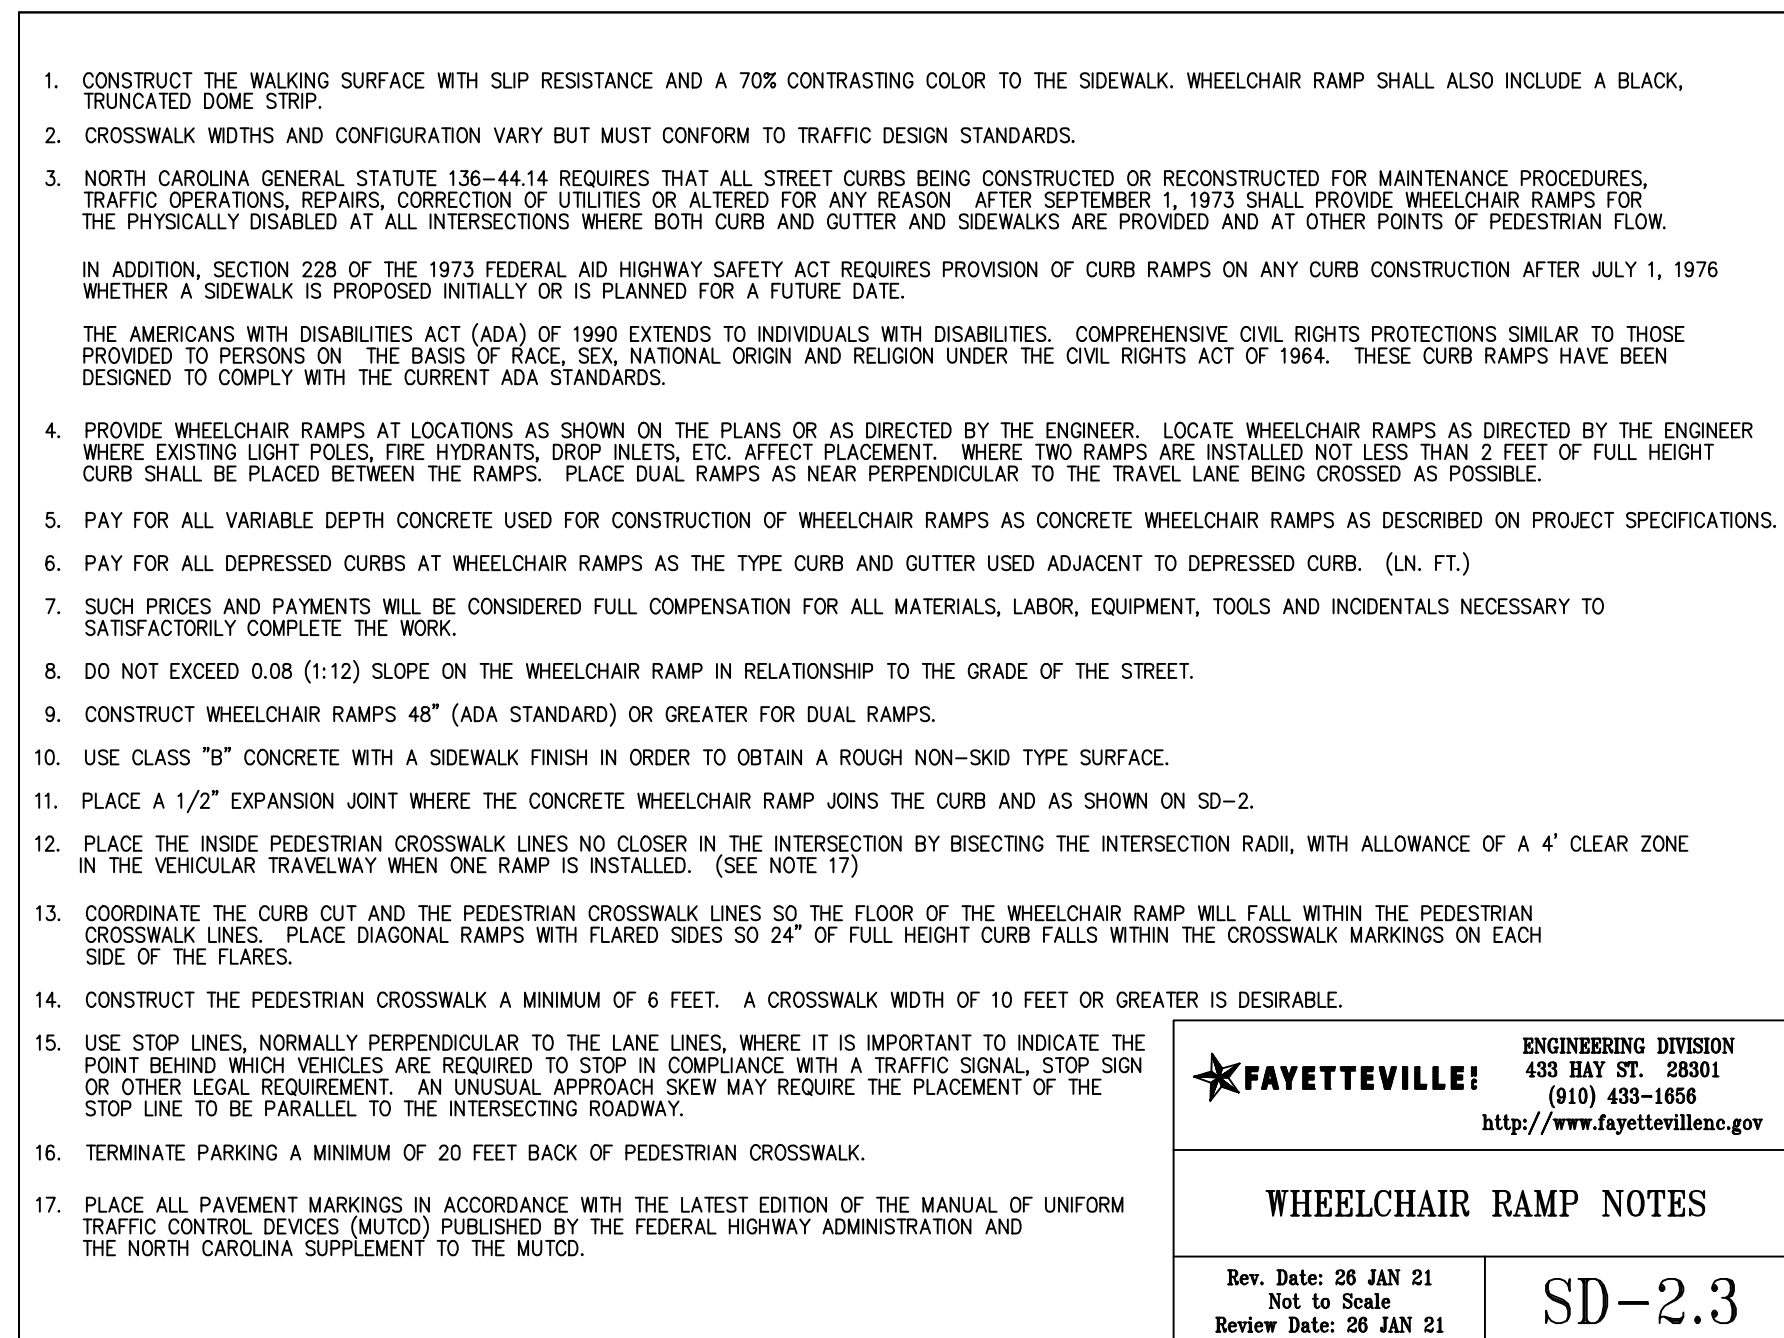 1. CONSTRUCT THE WALKING SURFACE WITH SLIP RESISTANCE AND A 70% CONTRASTING COLOR TO THE SIDEWALK. WHEELCHAIR RAMP SHALL ALSO INCLUDE A BLACK,
TRUNCATED DOME STRIP.
2. CROSSWALK WIDTHS AND CONFIGURATION VARY BUT MUST CONFORM TO TRAFFIC DESIGN STANDARDS.
3. NORTH CAROLINA GENERAL STATUTE 136-44.14 REQUIRES THAT ALL STREET CURBS BEING CONSTRUCTED OR RECONSTRUCTED FOR MAINTENANCE PROCEDURES,
TRAFFIC OPERATIONS, REPAIRS, CORRECTION OF UTILITIES OR ALTERED FOR ANY REASON AFTER SEPTEMBER 1, 1973 SHALL PROVIDE WHEELCHAIR RAMPS FOR
THE PHYSICALLY DISABLED AT ALL INTERSECTIONS WHERE BOTH CURB AND GUTTER AND SIDEWALKS ARE PROVIDED AND AT OTHER POINTS OF PEDESTRIAN FLOW.
IN ADDITION, SECTION 228 OF THE 1973 FEDERAL AID HIGHWAY SAFETY ACT REQUIRES PROVISION OF CURB RAMPS ON ANY CURB CONSTRUCTION AFTER JULY 1, 1976
WHETHER A SIDEWALK IS PROPOSED INITIALLY OR IS PLANNED FOR A FUTURE DATE.
THE AMERICANS WITH DISABILITIES ACT (ADA) OF 1990 EXTENDS TO INDIVIDUALS WITH DISABILITIES. COMPREHENSIVE CIVIL RIGHTS PROTECTIONS SIMILAR TO THOSE
PROVIDED TO PERSONS ON THE BASIS OF RACE, SEX, NATIONAL ORIGIN AND RELIGION UNDER THE CIVIL RIGHTS ACT OF 1964. THESE CURB RAMPS HAVE BEEN
DESIGNED TO COMPLY WITH THE CURRENT ADA STANDARDS.
4. PROVIDE WHEELCHAIR RAMPS AT LOCATIONS AS SHOWN ON THE PLANS OR AS DIRECTED BY THE ENGINEER. LOCATE WHEELCHAIR RAMPS AS DIRECTED BY THE ENGINEER
WHERE EXISTING LIGHT POLES, FIRE HYDRANTS, DROP INLETS, ETC. AFFECT PLACEMENT. WHERE TWO RAMPS ARE INSTALLED NOT LESS THAN 2 FEET OF FULL HEIGHT
CURB SHALL BE PLACED BETWEEN THE RAMPS. PLACE DUAL RAMPS AS NEAR PERPENDICULAR TO THE TRAVEL LANE BEING CROSSED AS POSSIBLE.
5. PAY FOR ALL VARIABLE DEPTH CONCRETE USED FOR CONSTRUCTION OF WHEELCHAIR RAMPS AS CONCRETE WHEELCHAIR RAMPS AS DESCRIBED ON PROJECT SPECIFICATIONS.
6. PAY FOR ALL DEPRESSED CURBS AT WHEELCHAIR RAMPS AS THE TYPE CURB AND GUTTER USED ADJACENT TO DEPRESSED CURB. (LN. FT.)
7. SUCH PRICES AND PAYMENTS WILL BE CONSIDERED FULL COMPENSATION FOR ALL MATERIALS, LABOR, EQUIPMENT, TOOLS AND INCIDENTALS NECESSARY TO
SATISFACTORILY COMPLETE THE WORK.
8. DO NOT EXCEED 0.08 (1:12) SLOPE ON THE WHEELCHAIR RAMP IN RELATIONSHIP TO THE GRADE OF THE STREET.
9. CONSTRUCT WHEELCHAIR RAMPS 48" (ADA STANDARD) OR GREATER FOR DUAL RAMPS.
10. USE CLASS "B" CONCRETE WITH A SIDEWALK FINISH IN ORDER TO OBTAIN A ROUGH NON-SKID TYPE SURFACE.
11. PLACE A 1/2" EXPANSION JOINT WHERE THE CONCRETE WHEELCHAIR RAMP JOINS THE CURB AND AS SHOWN ON SD-2.
12. PLACE THE INSIDE PEDESTRIAN CROSSWALK LINES NO CLOSER IN THE INTERSECTION BY BISECTING THE INTERSECTION RADII, WITH ALLOWANCE OF A 4' CLEAR ZONE
IN THE VEHICULAR TRAVELWAY WHEN ONE RAMP IS INSTALLED. (SEE NOTE 17)
13. COORDINATE THE CURB CUT AND THE PEDESTRIAN CROSSWALK LINES SO THE FLOOR OF THE WHEELCHAIR RAMP WILL FALL WITHIN THE PEDESTRIAN
CROSSWALK LINES. PLACE DIAGONAL RAMPS WITH FLARED SIDES SO 24" OF FULL HEIGHT CURB FALLS WITHIN THE CROSSWALK MARKINGS ON EACH
SIDE OF THE FLARES.
14. CONSTRUCT THE PEDESTRIAN CROSSWALK A MINIMUM OF 6 FEET. A CROSSWALK WIDTH OF 10 FEET OR GREATER IS DESIRABLE.
15. USE STOP LINES, NORMALLY PERPENDICULAR TO THE LANE LINES, WHERE IT IS IMPORTANT TO INDICATE THE
POINT BEHIND WHICH VEHICLES ARE REQUIRED TO STOP IN COMPLIANCE WITH A TRAFFIC SIGNAL, STOP SIGN
OR OTHER LEGAL REQUIREMENT. AN UNUSUAL APPROACH SKEW MAY REQUIRE THE PLACEMENT OF THE
STOP LINE TO BE PARALLEL TO THE INTERSECTING ROADWAY.
16. TERMINATE PARKING A MINIMUM OF 20 FEET BACK OF PEDESTRIAN CROSSWALK.
17. PLACE ALL PAVEMENT MARKINGS IN ACCORDANCE WITH THE LATEST EDITION OF THE MANUAL OF UNIFORM
TRAFFIC CONTROL DEVICES (MUTCD) PUBLISHED BY THE FEDERAL HIGHWAY ADMINISTRATION AND
THE NORTH CAROLINA SUPPLEMENT TO THE MUTCD.
FAYETTEVILLE!
ENGINEERING DIVISION
433 HAY ST. 28301
(910) 433-1656
http://www.fayettevillenc.gov
WHEELCHAIR RAMP NOTES
Rev. Date: 26 JAN 21
Not to Scale
Review Date: 26 JAN 21
SD-2.3